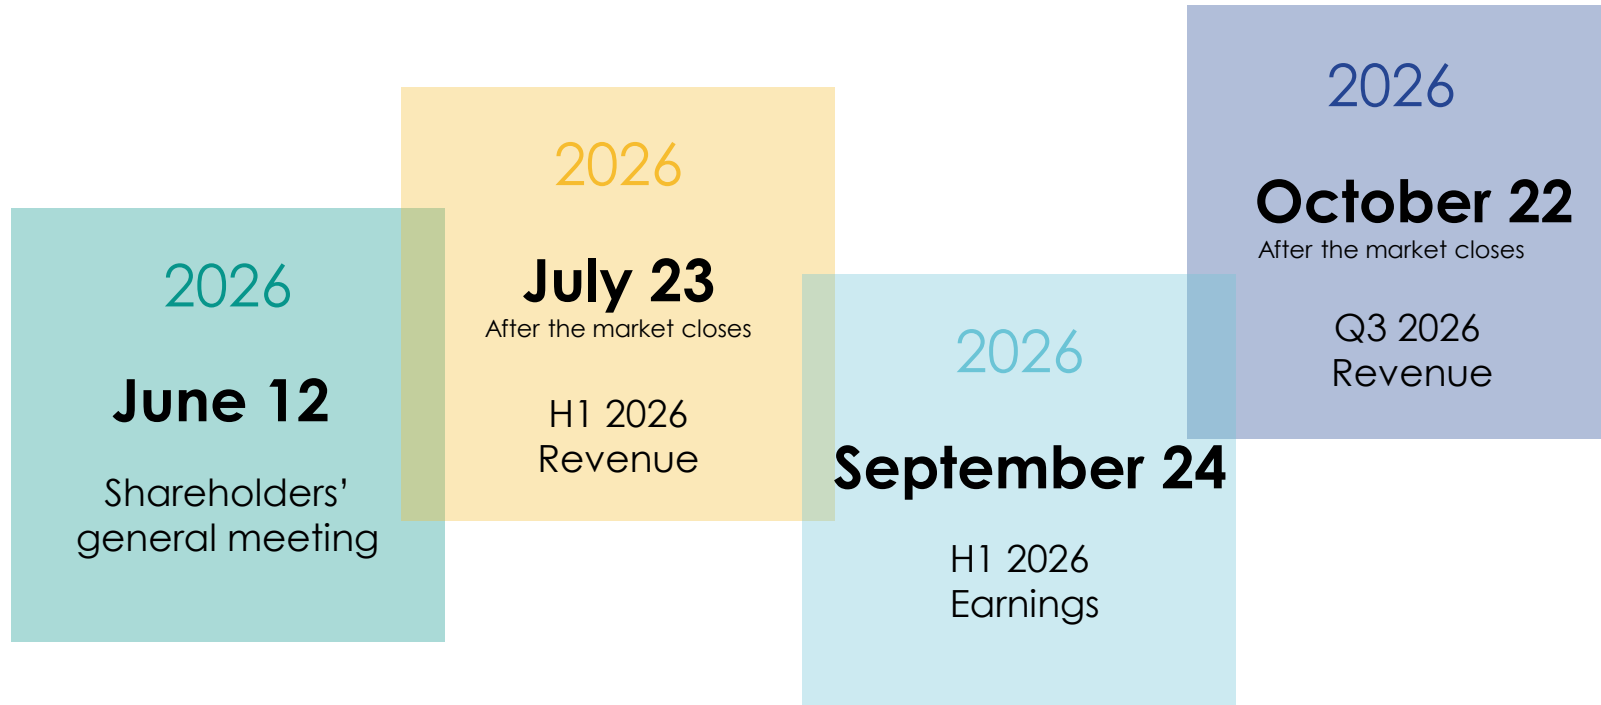 2026
June 12
Shareholders’
general meeting
2026
July 23
After the market closes
H1 2026
Revenue
2026
September 24
H1 2026
Earnings
2026
October 22
After the market closes
Q3 2026
Revenue